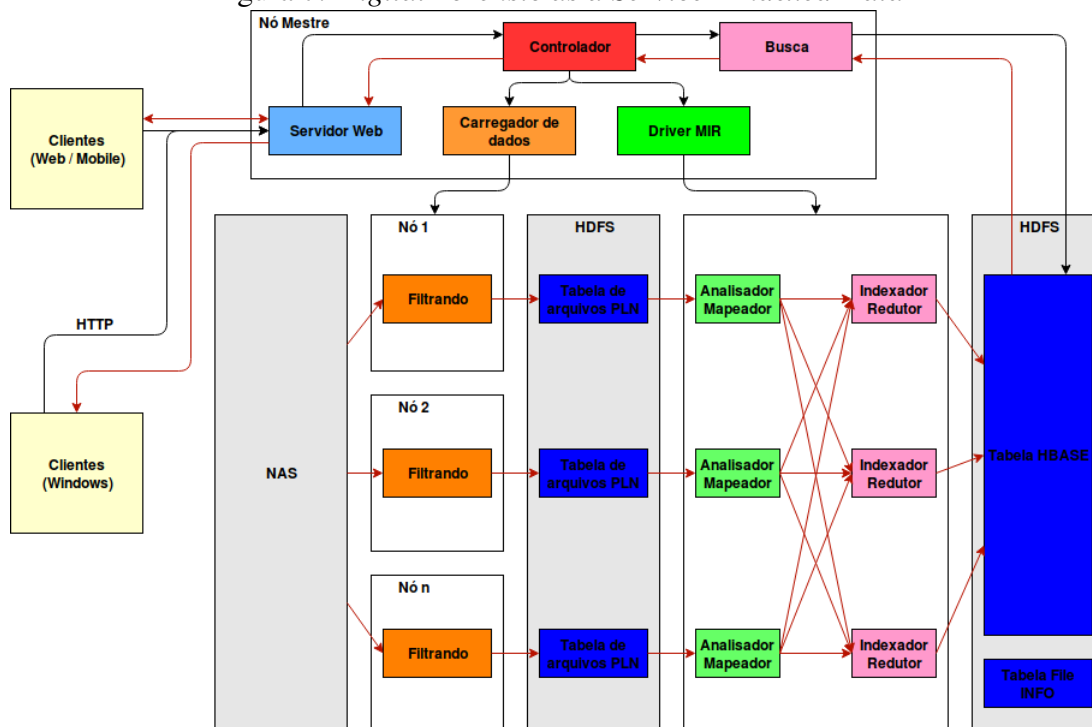 Nó Mestre
Controlador
Busca
Clientes
(Web / Mobile)
Servidor Web
Carregador de
dados
Driver MIR
HTTP
Clientes
(Windows)
NAS
Nó 1
Filtrando
Nó 2
Filtrando
Nó n
Filtrando
HDFS
Tabela de
arquivos PLN
Tabela de
arquivos PLN
Tabela de
arquivos PLN
Analisador
Mapeador
Indexador
Redutor
Analisador
Mapeador
Indexador
Redutor
Analisador
Mapeador
Indexador
Redutor
HDFS
Tabela HBASE
Tabela File
INFO